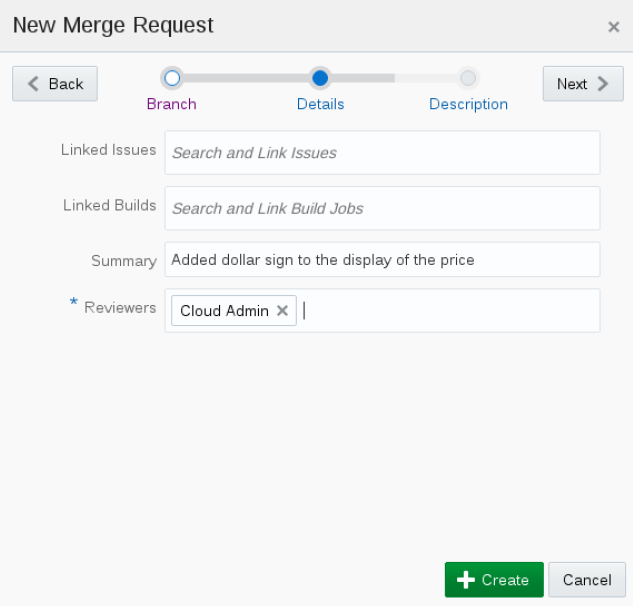 New Merge Request ×
Back
Next
Branch Details Description
Linked Issues Search and Link Issues
Linked Builds Search and Link Build Jobs
Summary Added dollar sign to the display of the price
* Reviewers Cloud Admin ×
Create Cancel